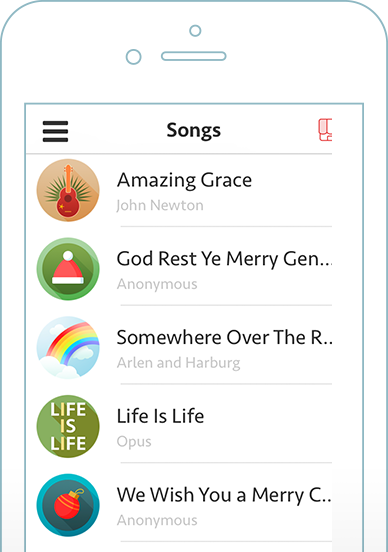 Songs
Amazing Grace
John Newton
God Rest Ye Merry Gen...
Anonymous
Somewhere Over The R...
Arlen and Harburg
LIFE
IS
LIFE
Life Is Life
Opus
We Wish You a Merry C...
Anonymous